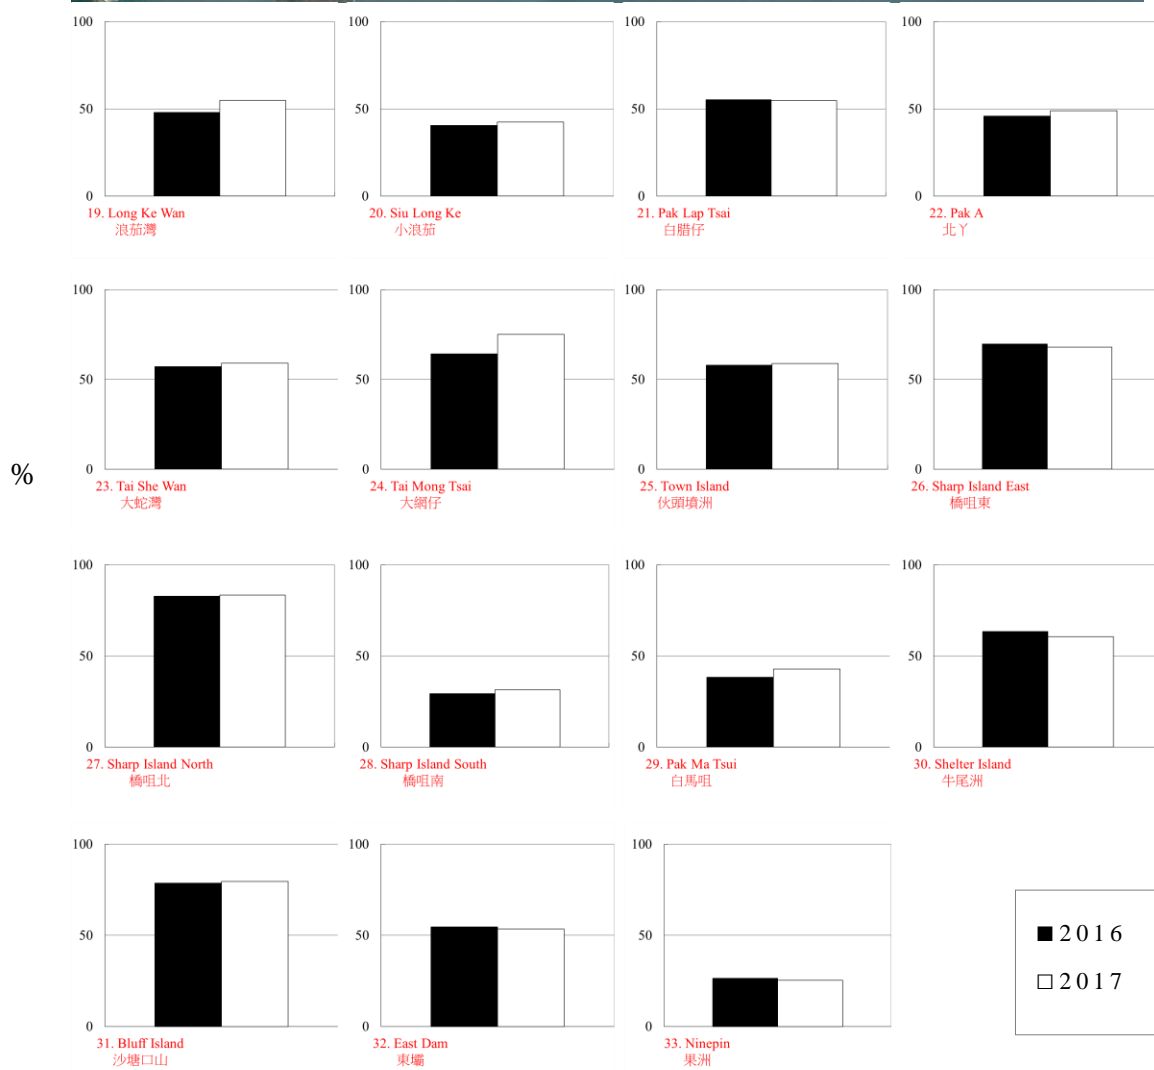 100
50
0
19. Long Ke Wan
浪茄灣
100
50
0
20. Siu Long Ke
小浪茄
100
50
0
21. Pak Lap Tsai
白腊仔
100
50
0
22. Pak A
北丫
%
100
50
0
23. Tai She Wan
大蛇灣
100
50
0
24. Tai Mong Tsai
大網仔
100
50
0
25. Town Island
伙頭墳洲
100
50
0
26. Sharp Island East
橋咀東
100
50
0
27. Sharp Island North
橋咀北
100
50
0
28. Sharp Island South
橋咀南
100
50
0
29. Pak Ma Tsui
白馬咀
100
50
0
30. Shelter Island
牛尾洲
100
50
0
31. Bluff Island
沙塘口山
100
50
0
32. East Dam
東壩
100
50
0
33. Ninepin
果洲
2016
2017